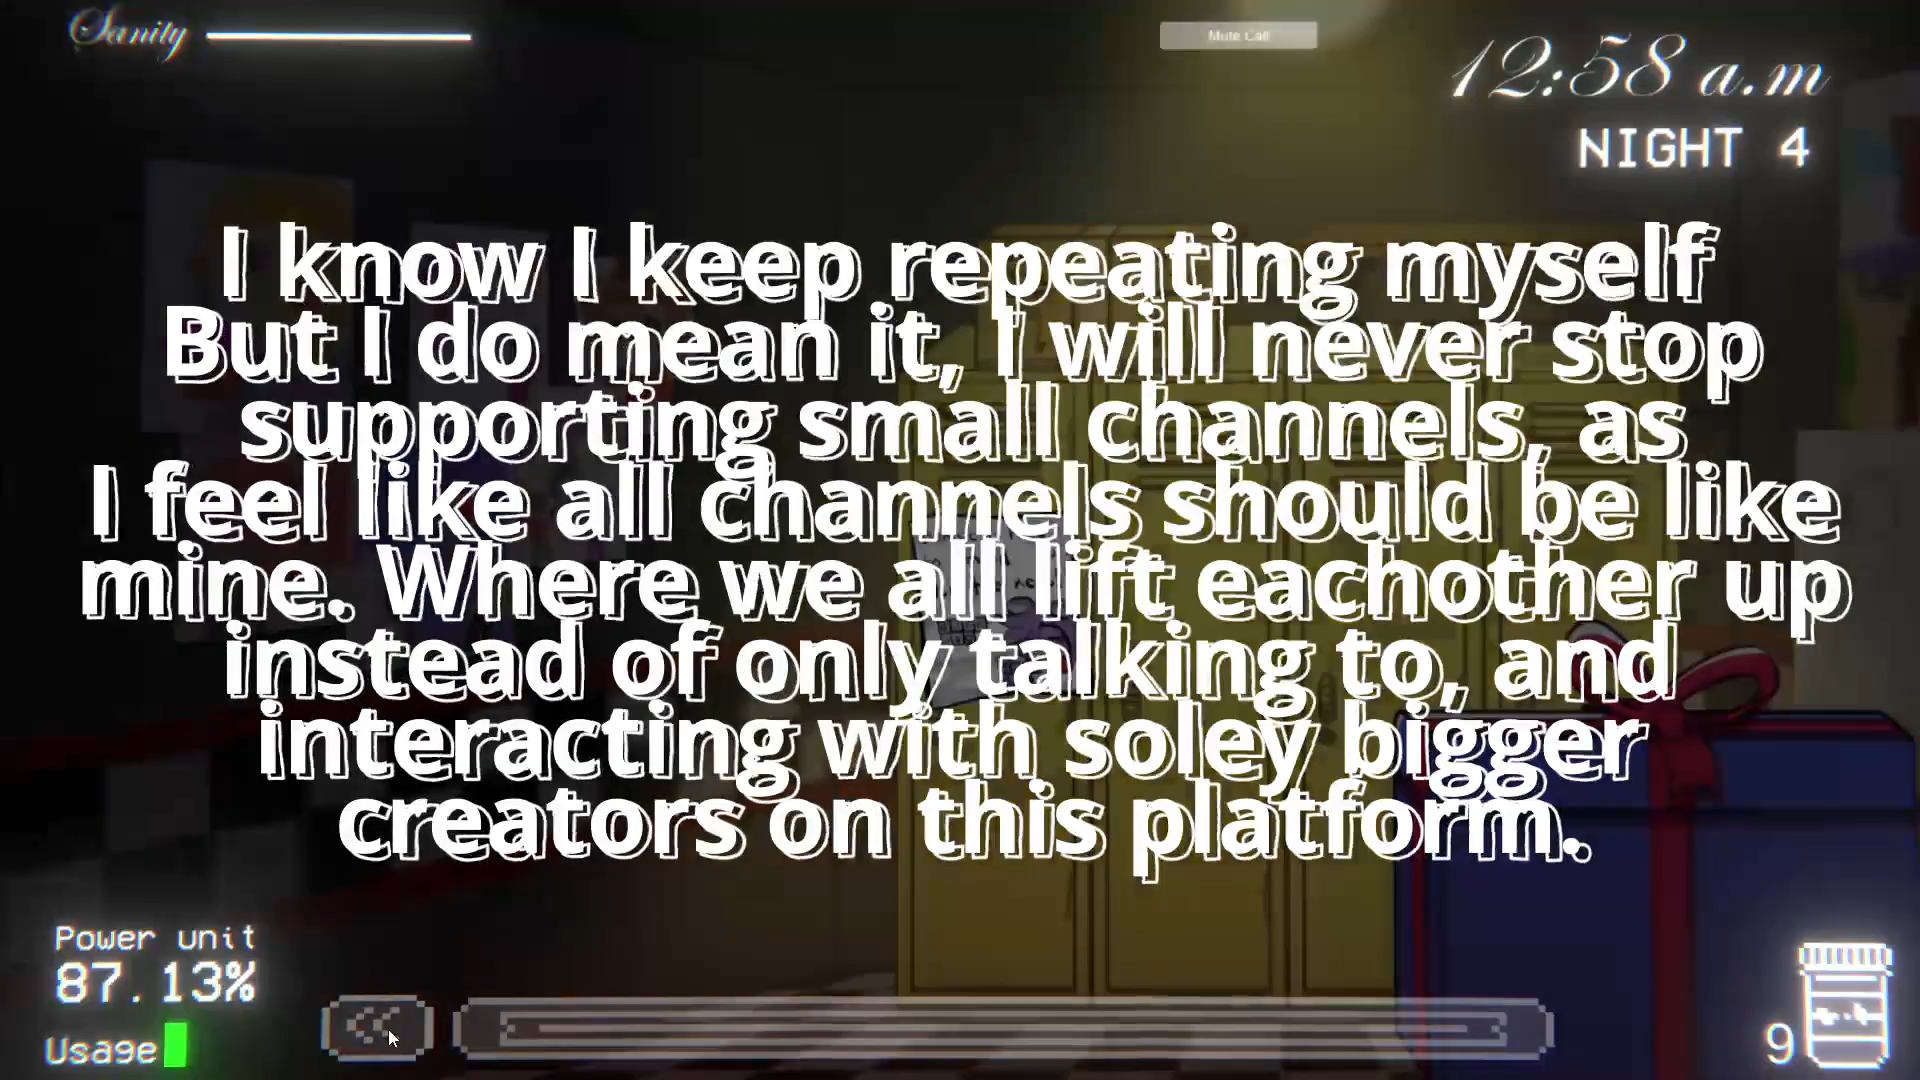 Sanity
Mute Call
12:58 a.m
NIGHT 4
I know I keep repeating myself
But I do mean it, I will never stop
supporting small channels, as
I feel like all channels should be like
mine. Where we all lift eachother up
instead of only talking to, and
interacting with soley bigger
creators on this platform.
Power unit
87.13%
Usage
9